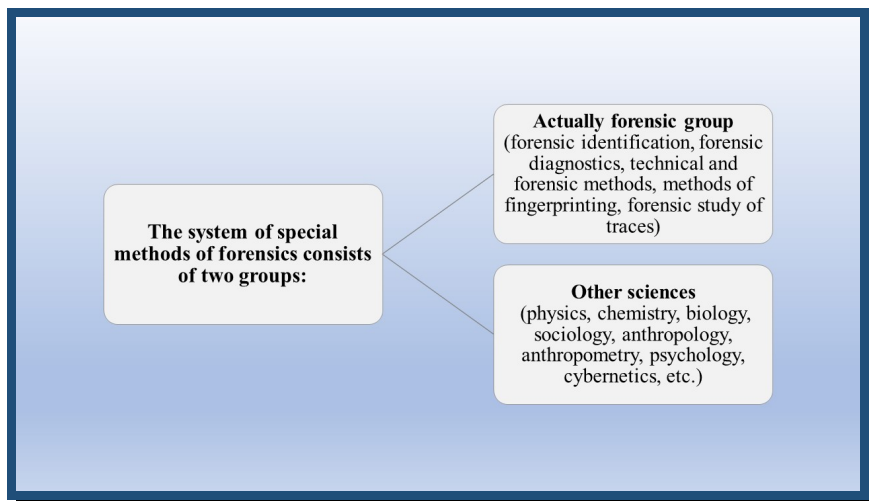 The system of special
methods of forensics consists
of two groups:
Actually forensic group
(forensic identification, forensic
diagnostics, technical and
forensic methods, methods of
fingerprinting, forensic study of
traces)
Other sciences
(physics, chemistry, biology,
sociology, anthropology,
anthropometry, psychology,
cybernetics, etc.)